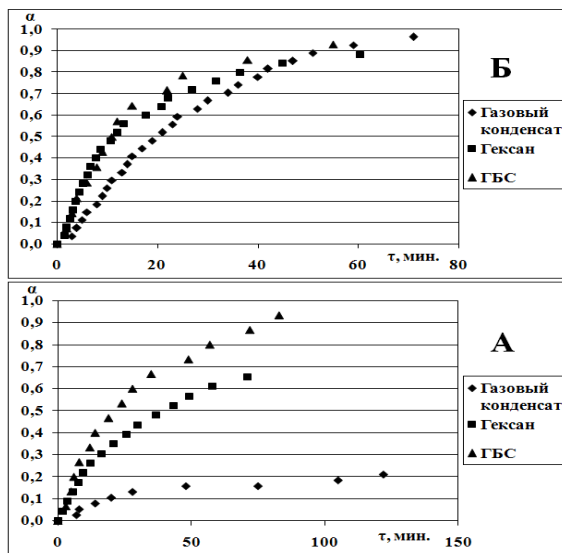 α
1,0
0,9
0,8
0,7
0,6
0,5
0,4
0,3
0,2
0,1
0,0
0 20 40 60 80
τ, мин.
Б
Газовый
конденсат
Гексан
ГБС
α
1,0
0,9
0,8
0,7
0,6
0,5
0,4
0,3
0,2
0,1
0,0
0 50 100 150
τ, мин.
А
Газовый
конденсат
Гексан
ГБС